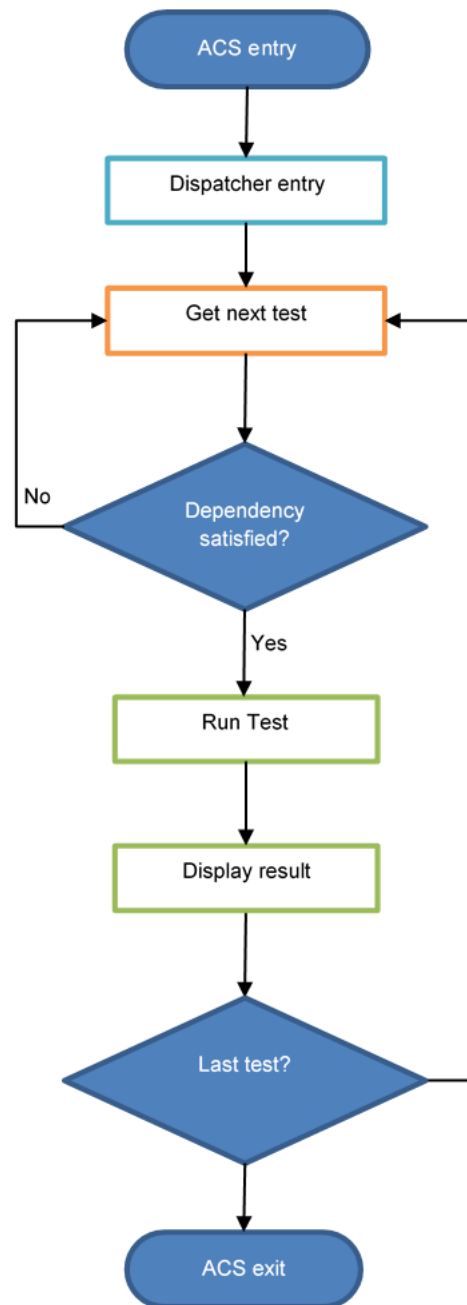 ACS entry
Dispatcher entry
Get next test
No
Dependency
satisfied?
Yes
Run Test
Display result
Last test?
ACS exit